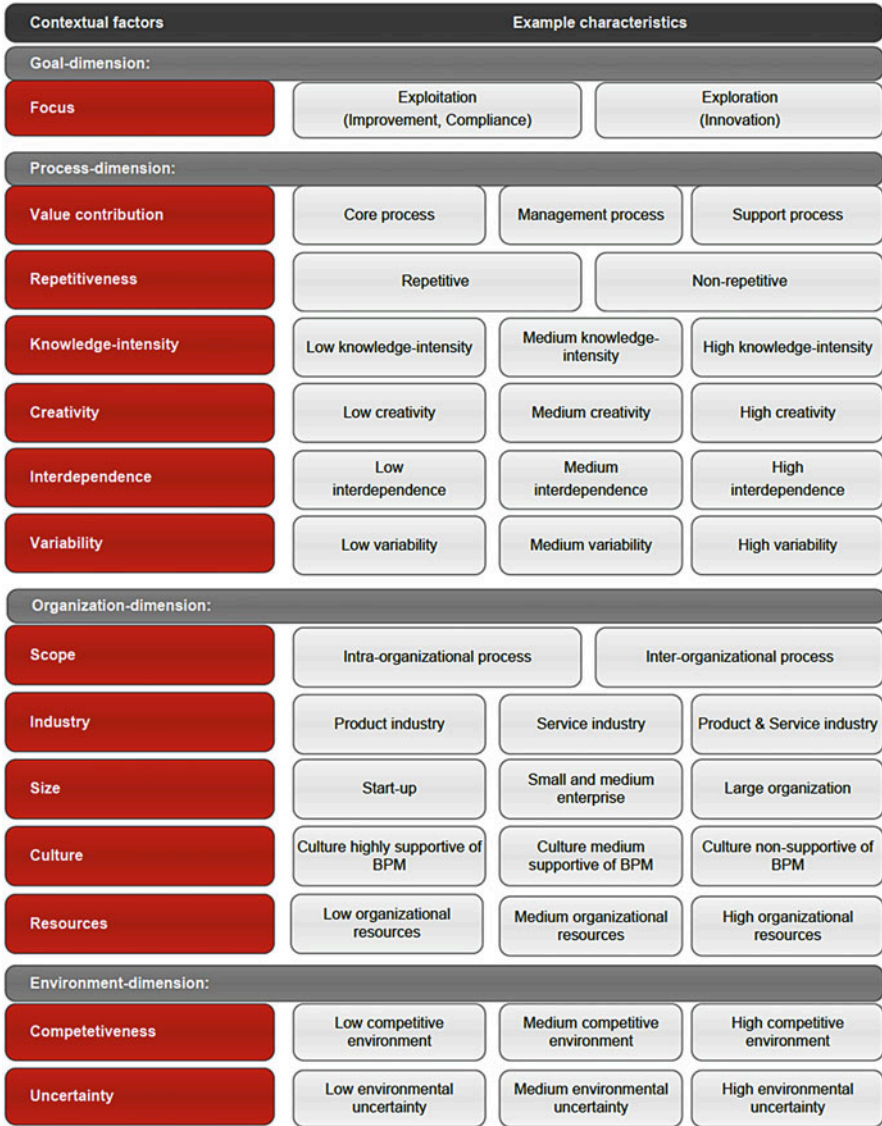 Contextual factors Example characteristics
Goal-dimension:
Focus
Exploitation
(Improvement, Compliance)
Exploration
(Innovation)
Process-dimension:
Value contribution
Core process
Management process
Support process
Repetitiveness
Repetitive
Non-repetitive
Knowledge-intensity
Low knowledge-intensity
Medium knowledge-
intensity
High knowledge-intensity
Creativity
Low creativity
Medium creativity
High creativity
Interdependence
Low
interdependence
Medium
interdependence
High
interdependence
Variability
Low variability
Medium variability
High variability
Organization-dimension:
Scope
Intra-organizational process
Inter-organizational process
Industry
Product industry
Service industry
Product & Service industry
Size
Start-up
Small and medium
enterprise
Large organization
Culture
Culture highly supportive of
BPM
Culture medium
supportive of BPM
Culture non-supportive of
BPM
Resources
Low organizational
resources
Medium organizational
resources
High organizational
resources
Environment-dimension:
Competetiveness
Low competitive
environment
Medium competitive
environment
High competitive
environment
Uncertainty
Low environmental
uncertainty
Medium environmental
uncertainty
High environmental
uncertainty